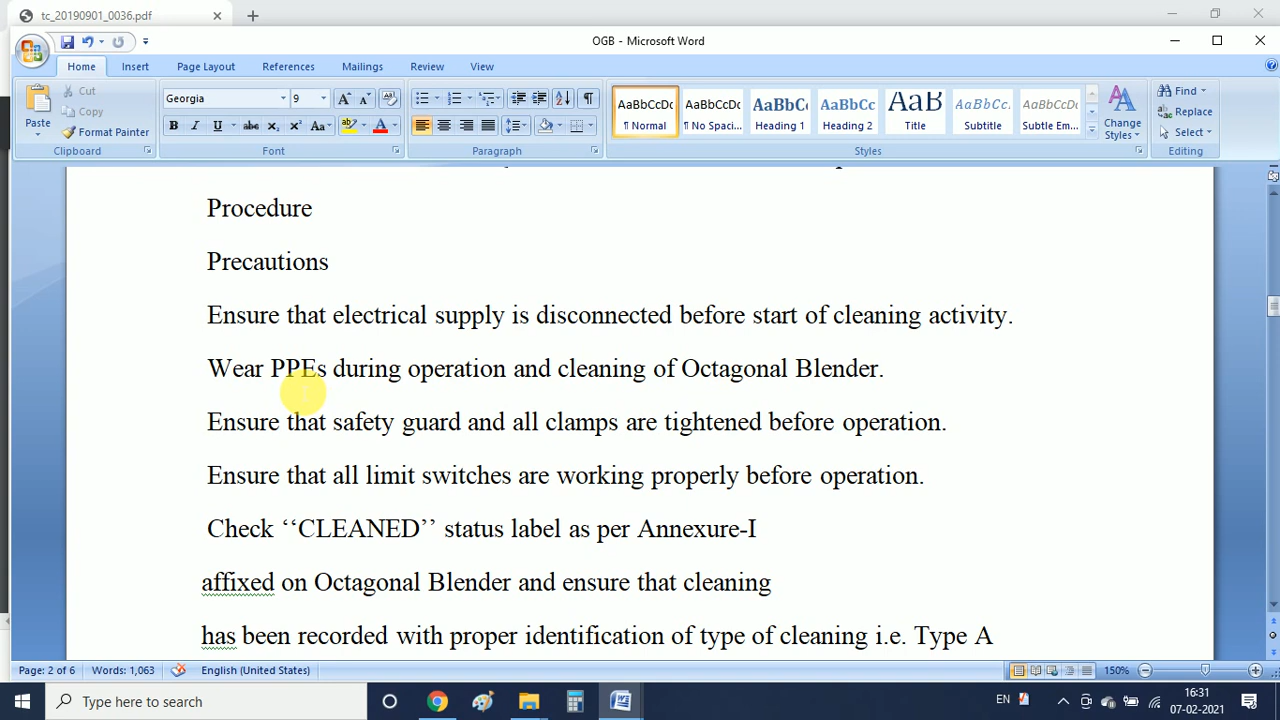 tc_20190901_0036.pdf
OGB - Microsoft Word
Home Insert Page Layout References Mailings Review View
Paste
Cut
Copy
Format Painter
Clipboard
Georgia 9
Font
Paragraph
AaBbCcDc AaBbCcDc AaBbC AaBbCc AaB AaBbCc. AaBbCcDc
¶ Normal ¶ No Spaci... Heading 1 Heading 2 Title Subtitle Subtle Em...
Change Styles
Styles
Find
Replace
Select
Editing
Procedure
Precautions
Ensure that electrical supply is disconnected before start of cleaning activity.
Wear PPEs during operation and cleaning of Octagonal Blender.
Ensure that safety guard and all clamps are tightened before operation.
Ensure that all limit switches are working properly before operation.
Check ‘‘CLEANED’’ status label as per Annexure-I
affixed on Octagonal Blender and ensure that cleaning
has been recorded with proper identification of type of cleaning i.e. Type A
Page: 2 of 6 Words: 1,063 English (United States) 150%
Type here to search
EN
16:31
07-02-2021